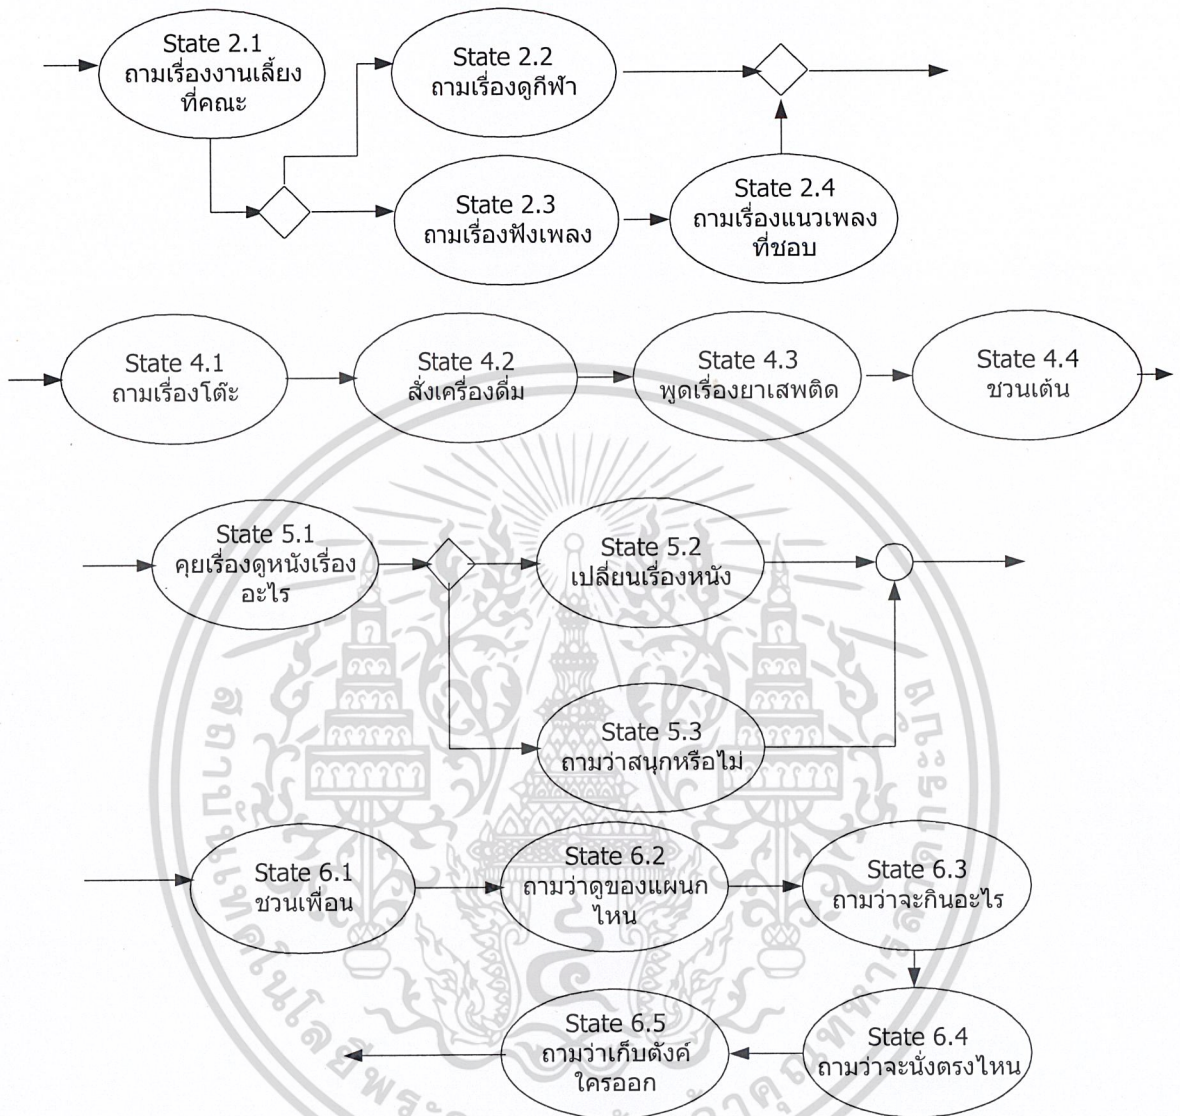 State 2.1
ถามเรื่องงานเลี้ยง
ที่คณะ
State 2.2
ถามเรื่องดูกีฬา
State 2.3
ถามเรื่องฟังเพลง
State 2.4
ถามเรื่องแนวเพลง
ที่ชอบ
State 4.1
ถามเรื่องโต๊ะ
State 4.2
สั่งเครื่องดื่ม
State 4.3
พูดเรื่องยาเสพติด
State 4.4
ชวนเต้น
State 5.1
คุยเรื่องดูหนังเรื่อง
อะไร
State 5.2
เปลี่ยนเรื่องหนัง
State 5.3
ถามว่าสนุกหรือไม่
State 6.1
ชวนเพื่อน
State 6.2
ถามว่าดูของแผนก
ไหน
State 6.3
ถามว่าจะกินอะไร
State 6.4
ถามว่าจะนั่งตรงไหน
State 6.5
ถามว่าเก็บตังค์
ใครออก